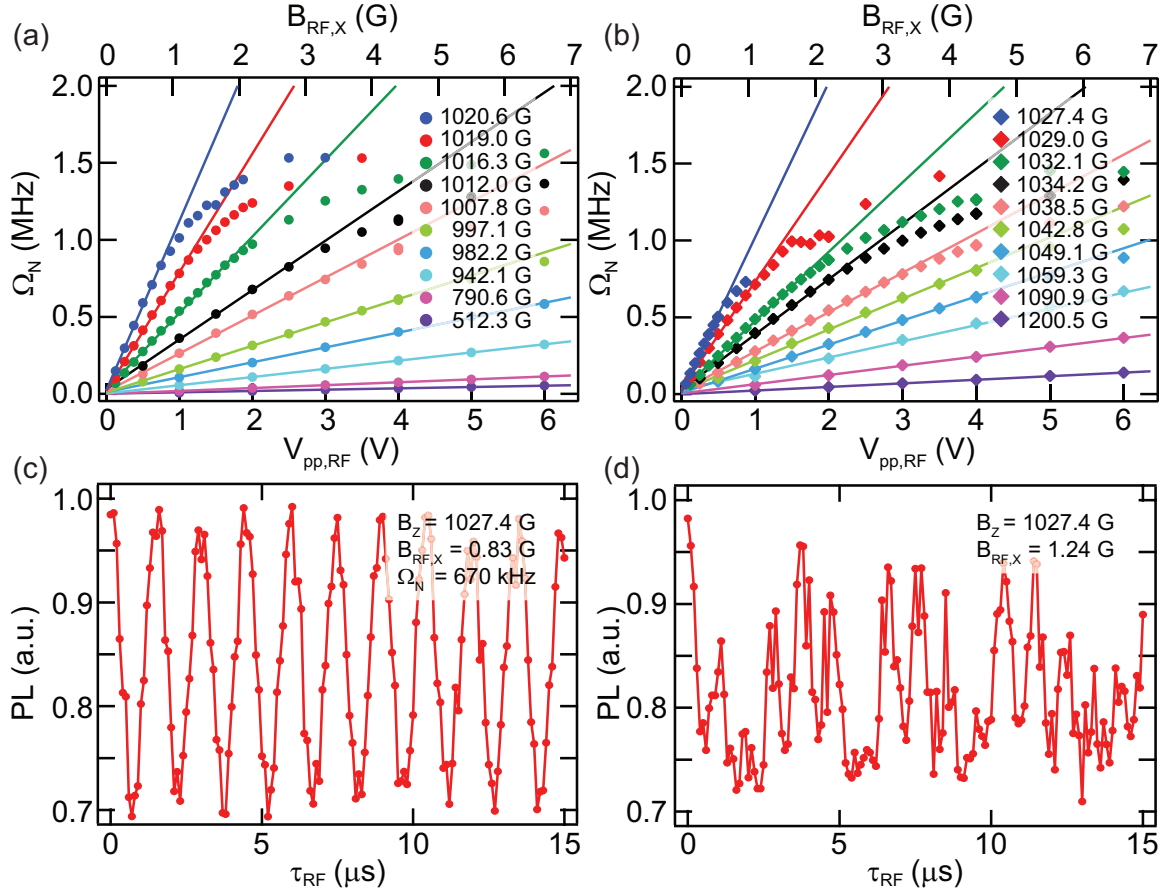 (a)
B_RF,X (G)
0 1 2 3 4 5 6 7
Ω_N (MHz)
2.0
1.5
1.0
0.5
0.0
1020.6 G
1019.0 G
1016.3 G
1012.0 G
1007.8 G
997.1 G
982.2 G
942.1 G
790.6 G
512.3 G
0 1 2 3 4 5 6
V_pp,RF (V)
(b)
B_RF,X (G)
0 1 2 3 4 5 6 7
Ω_N (MHz)
2.0
1.5
1.0
0.5
0.0
1027.4 G
1029.0 G
1032.1 G
1034.2 G
1038.5 G
1042.8 G
1049.1 G
1059.3 G
1090.9 G
1200.5 G
0 1 2 3 4 5 6
V_pp,RF (V)
(c)
PL (a.u.)
1.0
0.9
0.8
0.7
B_Z = 1027.4 G
B_RF,X = 0.83 G
Ω_N = 670 kHz
0 5 10 15
τ_RF (μs)
(d)
PL (a.u.)
1.0
0.9
0.8
0.7
B_Z = 1027.4 G
B_RF,X = 1.24 G
0 5 10 15
τ_RF (μs)